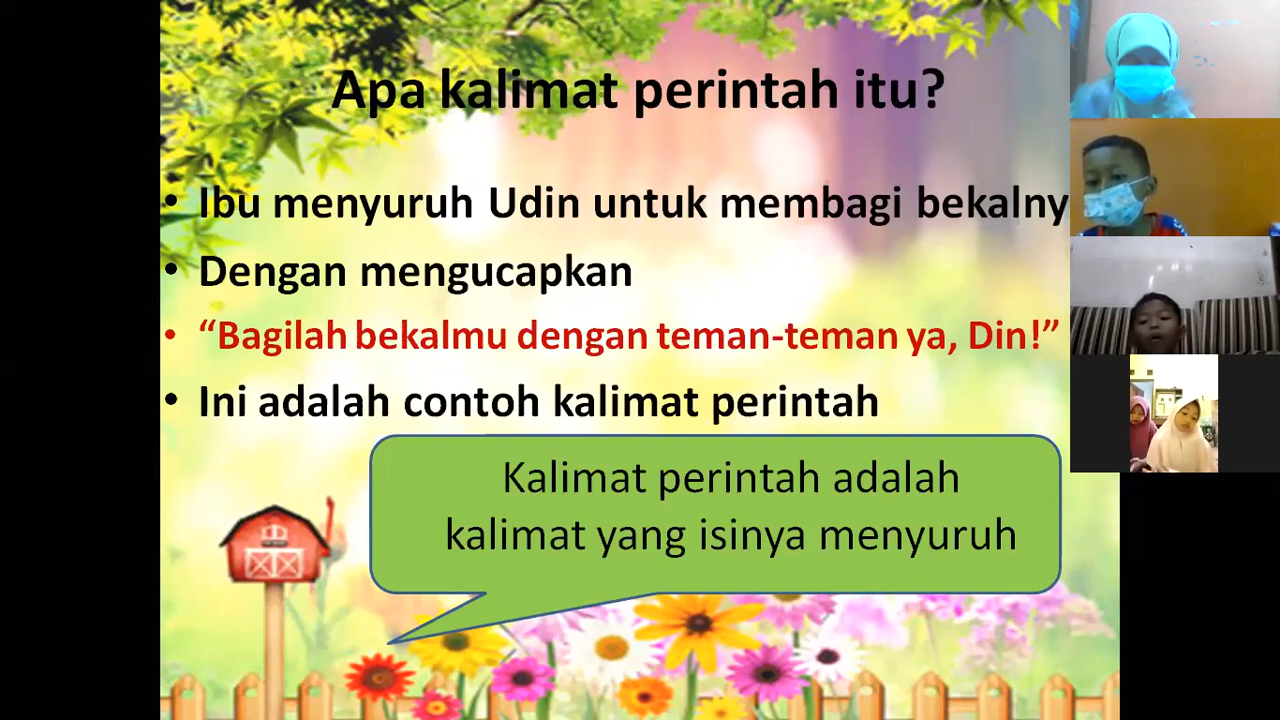 Apa kalimat perintah itu?
• Ibu menyuruh Udin untuk membagi bekalny
• Dengan mengucapkan
• “Bagilah bekalmu dengan teman-teman ya, Din!”
• Ini adalah contoh kalimat perintah
Kalimat perintah adalah
kalimat yang isinya menyuruh